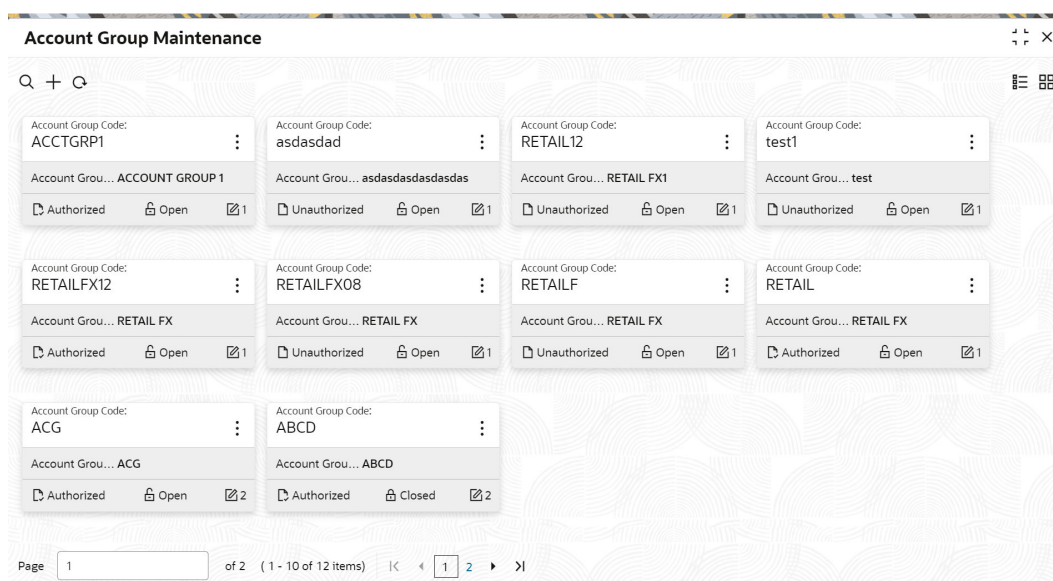 Account Group Maintenance
Account Group Code: Account Group Code: Account Group Code: Account Group Code:
ACCTGRP1 asdasdad RETAIL12 test1
Account Grou... ACCOUNT GROUP 1 Account Grou... asdasdasdasdasdas Account Grou... RETAIL FX1 Account Grou... test
Authorized Open 1 Unauthorized Open 1 Unauthorized Open 1 Unauthorized Open 1
Account Group Code: Account Group Code: Account Group Code: Account Group Code:
RETAILFX12 RETAILFX08 RETAILF RETAIL
Account Grou... RETAIL FX Account Grou... RETAIL FX Account Grou... RETAIL FX Account Grou... RETAIL FX
Authorized Open 1 Unauthorized Open 1 Unauthorized Open 1 Authorized Open 1
Account Group Code: Account Group Code:
ACG ABCD
Account Grou... ACG Account Grou... ABCD
Authorized Open 2 Authorized Closed 2
Page 1 of 2 ( 1 - 10 of 12 items) 1 2